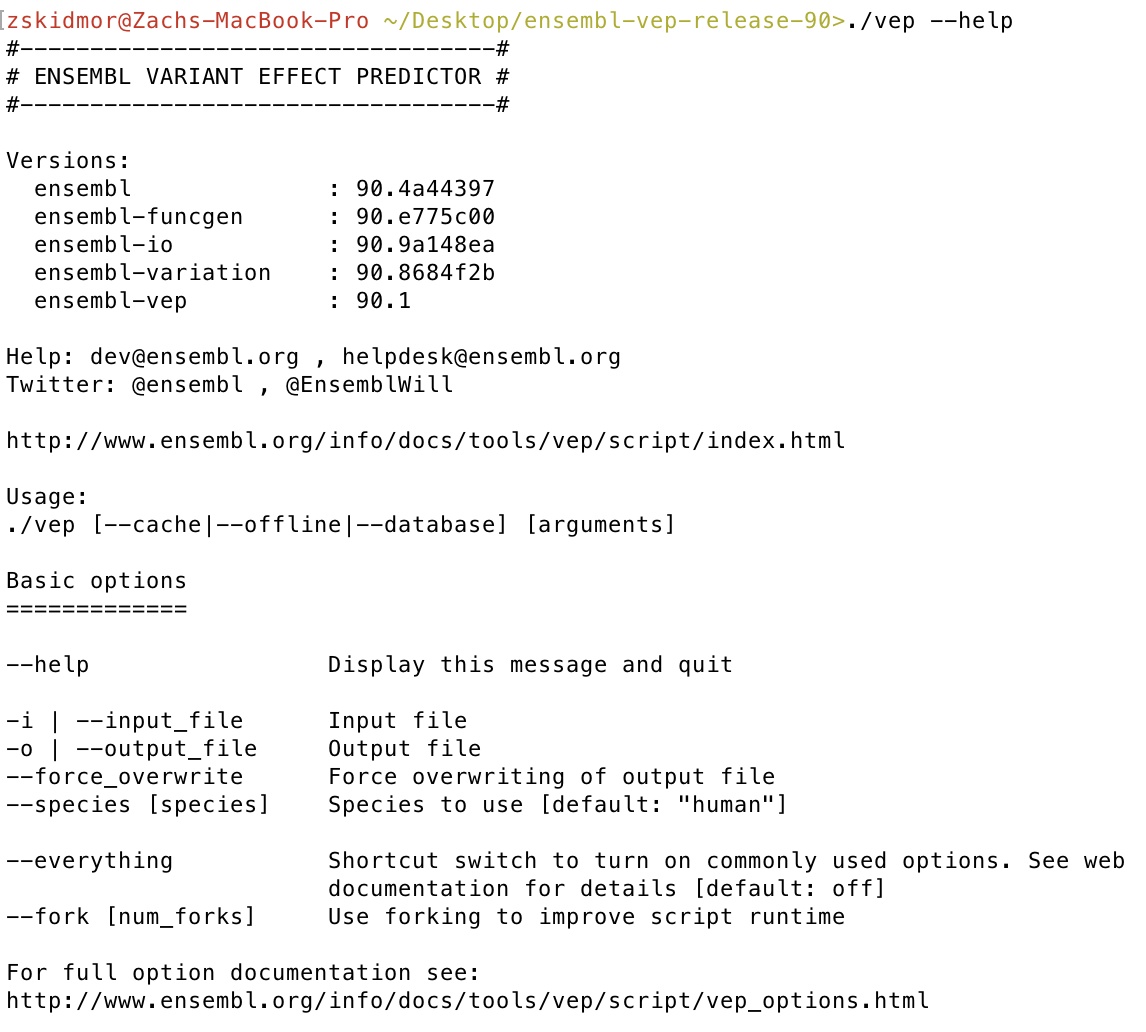 [zskidmor@Zachs-MacBook-Pro ~/Desktop/ensembl-vep-release-90>./vep --help
#----------------------------------#
# ENSEMBL VARIANT EFFECT PREDICTOR #
#----------------------------------#
Versions:
  ensembl              : 90.4a44397
  ensembl-funcgen      : 90.e775c00
  ensembl-io           : 90.9a148ea
  ensembl-variation    : 90.8684f2b
  ensembl-vep          : 90.1
Help: dev@ensembl.org , helpdesk@ensembl.org
Twitter: @ensembl , @EnsemblWill
http://www.ensembl.org/info/docs/tools/vep/script/index.html
Usage:
./vep [--cache|--offline|--database] [arguments]
Basic options
=============
--help                 Display this message and quit
-i | --input_file      Input file
-o | --output_file     Output file
--force_overwrite      Force overwriting of output file
--species [species]    Species to use [default: "human"]
--everything           Shortcut switch to turn on commonly used options. See web
                       documentation for details [default: off]
--fork [num_forks]     Use forking to improve script runtime
For full option documentation see:
http://www.ensembl.org/info/docs/tools/vep/script/vep_options.html